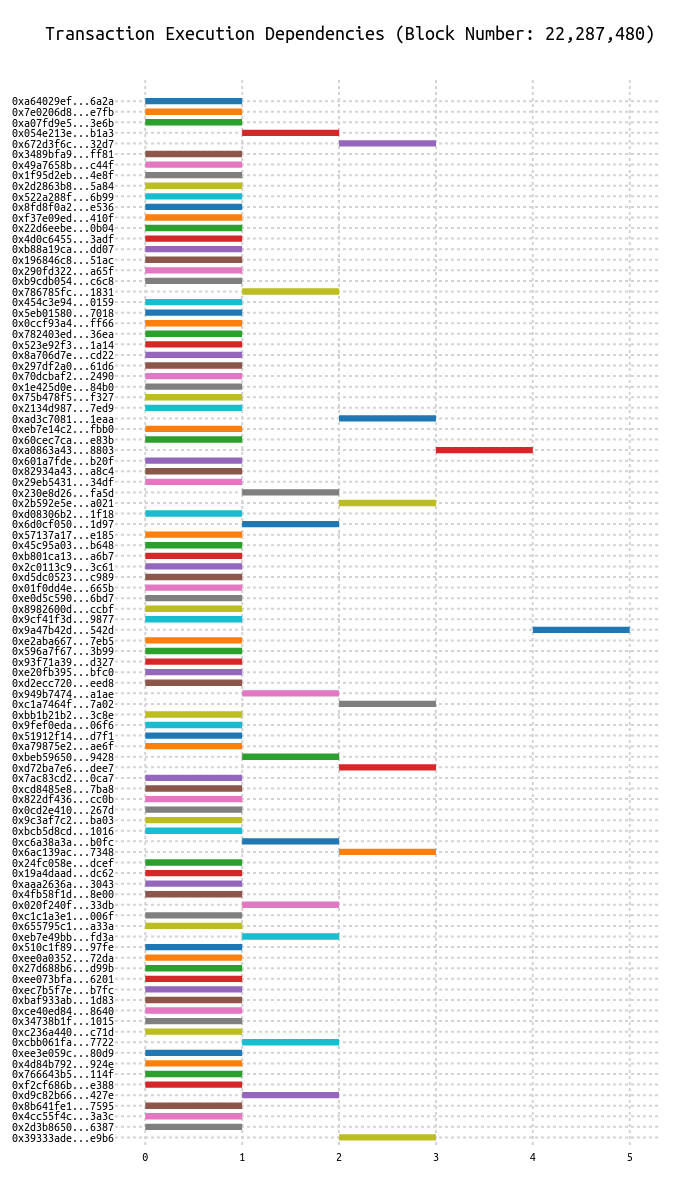 Transaction Execution Dependencies (Block Number: 22,287,480)
0xa64029ef...6a2a
0x7e0206d8...e7fb
0xa07fd9e5...3e6b
0x054e213e...b1a3
0x672d3f6c...32d7
0x3489bfa9...ff81
0x49a7658b...c44f
0x1f95d2eb...4e8f
0x2d2863b8...5a84
0x522a288f...6b99
0x8fd8f0a2...e536
0xf37e09ed...410f
0x22d6eebe...0b04
0x4d0c6455...3adf
0xb88a19ca...dd07
0x196846c8...51ac
0x290fd322...a65f
0xb9cdb054...c6c8
0x786785fc...1831
0x454c3e94...0159
0x5eb01580...7018
0x0ccf93a4...ff66
0x782403ed...36ea
0x523e92f3...1a14
0x8a706d7e...cd22
0x297df2a0...61d6
0x70dcbaf2...2490
0x1e425d0e...84b0
0x75b478f5...f327
0x2134d987...7ed9
0xad3c7081...1eaa
0xeb7e14c2...fbb0
0x60cec7ca...e83b
0xa0863a43...8803
0x601a7fde...b20f
0x82934a43...a8c4
0x29eb5431...34df
0x230e8d26...fa5d
0x2b592e5e...a021
0xd08306b2...1f18
0x6d0cf050...1d97
0x57137a17...e185
0x45c95a03...b648
0xb801ca13...a6b7
0x2c0113c9...3c61
0xd5dc0523...c989
0x01f0dd4e...665b
0xe0d5c590...6bd7
0x8982600d...ccbf
0x9cf41f3d...9877
0x9a47b42d...542d
0xe2aba667...7eb5
0x596a7f67...3b99
0x93f71a39...d327
0xe20fb395...bfc0
0xd2ecc720...eed8
0x949b7474...a1ae
0xc1a7464f...7a02
0xbb1b21b2...3c8e
0x9fef0eda...06f6
0x51912f14...d7f1
0xa79875e2...ae6f
0xbeb59650...9428
0xd72ba7e6...dee7
0x7ac83cd2...0ca7
0xcd8485e8...7ba8
0x822df436...cc0b
0x0cd2e410...267d
0x9c3af7c2...ba03
0xbcb5d8cd...1016
0xc6a38a3a...b0fc
0x6ac139ac...7348
0x24fc058e...dcef
0x19a4daad...dc62
0xaaa2636a...3043
0x4fb58f1d...8e00
0x020f240f...33db
0xc1c1a3e1...006f
0x655795c1...a33a
0xeb7e49bb...fd3a
0x510c1f89...97fe
0xee0a0352...72da
0x27d688b6...d99b
0xee073bfa...6201
0xec7b5f7e...b7fc
0xbaf933ab...1d83
0xce40ed84...8640
0x34738b1f...1015
0xc236a440...c71d
0xcbb061fa...7722
0xee3e059c...80d9
0x4d84b792...924e
0x766643b5...114f
0xf2cf686b...e388
0xd9c82b66...427e
0x8b641fe1...7595
0x4cc55f4c...3a3c
0x2d3b8650...6387
0x39333ade...e9b6
0 1 2 3 4 5